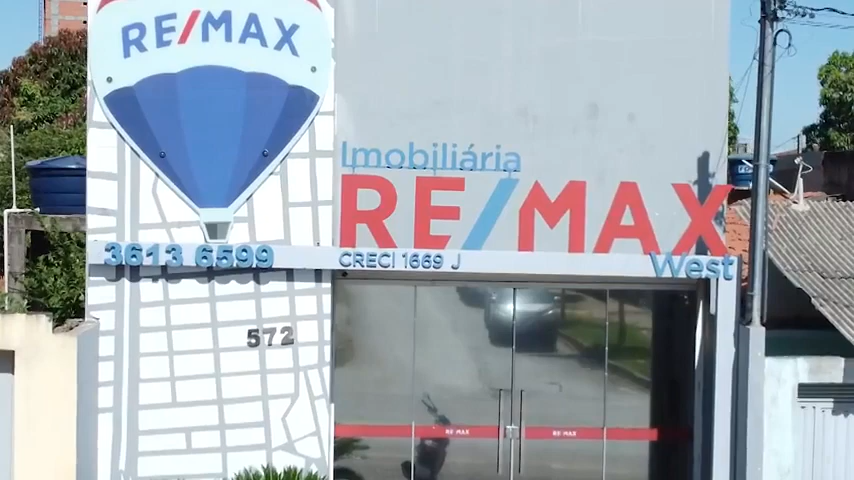 RE/MAX
Imobiliária
RE/MAX
3613 6599
CRECI 1669 J
West
572
RE/MAX
RE/MAX